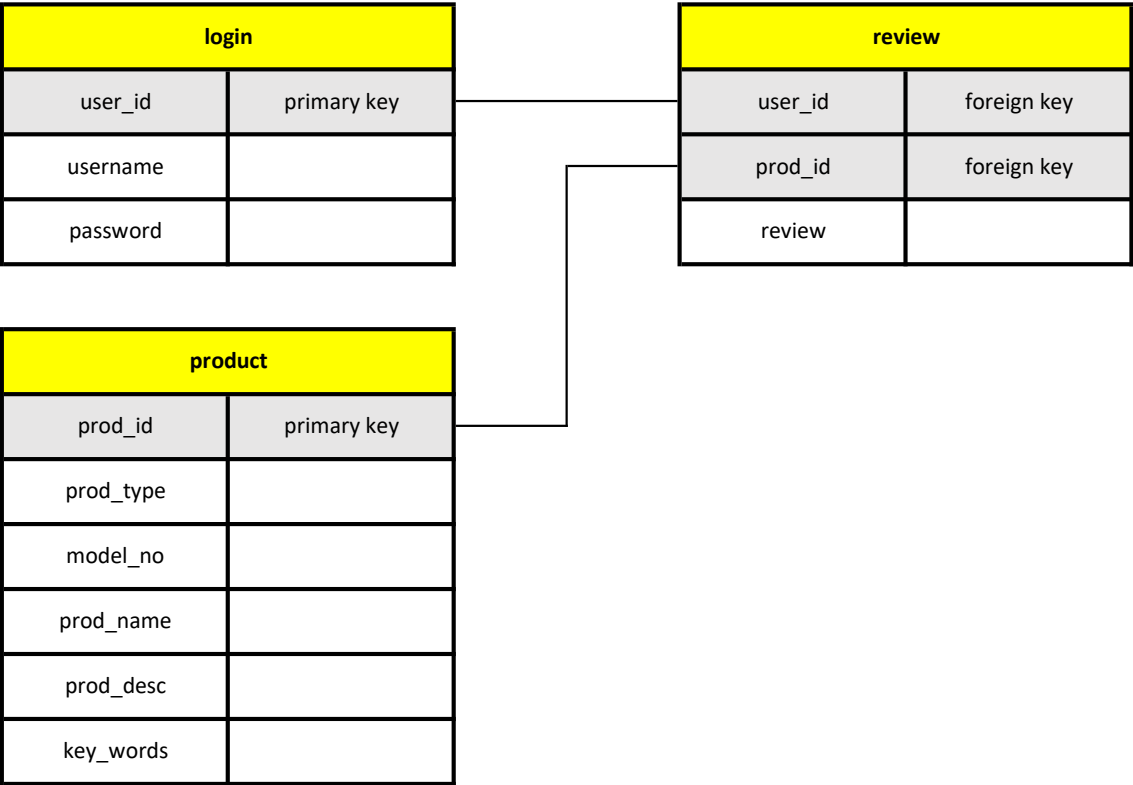 login
user_id primary key
username
password
review
user_id foreign key
prod_id foreign key
review
product
prod_id primary key
prod_type
model_no
prod_name
prod_desc
key_words